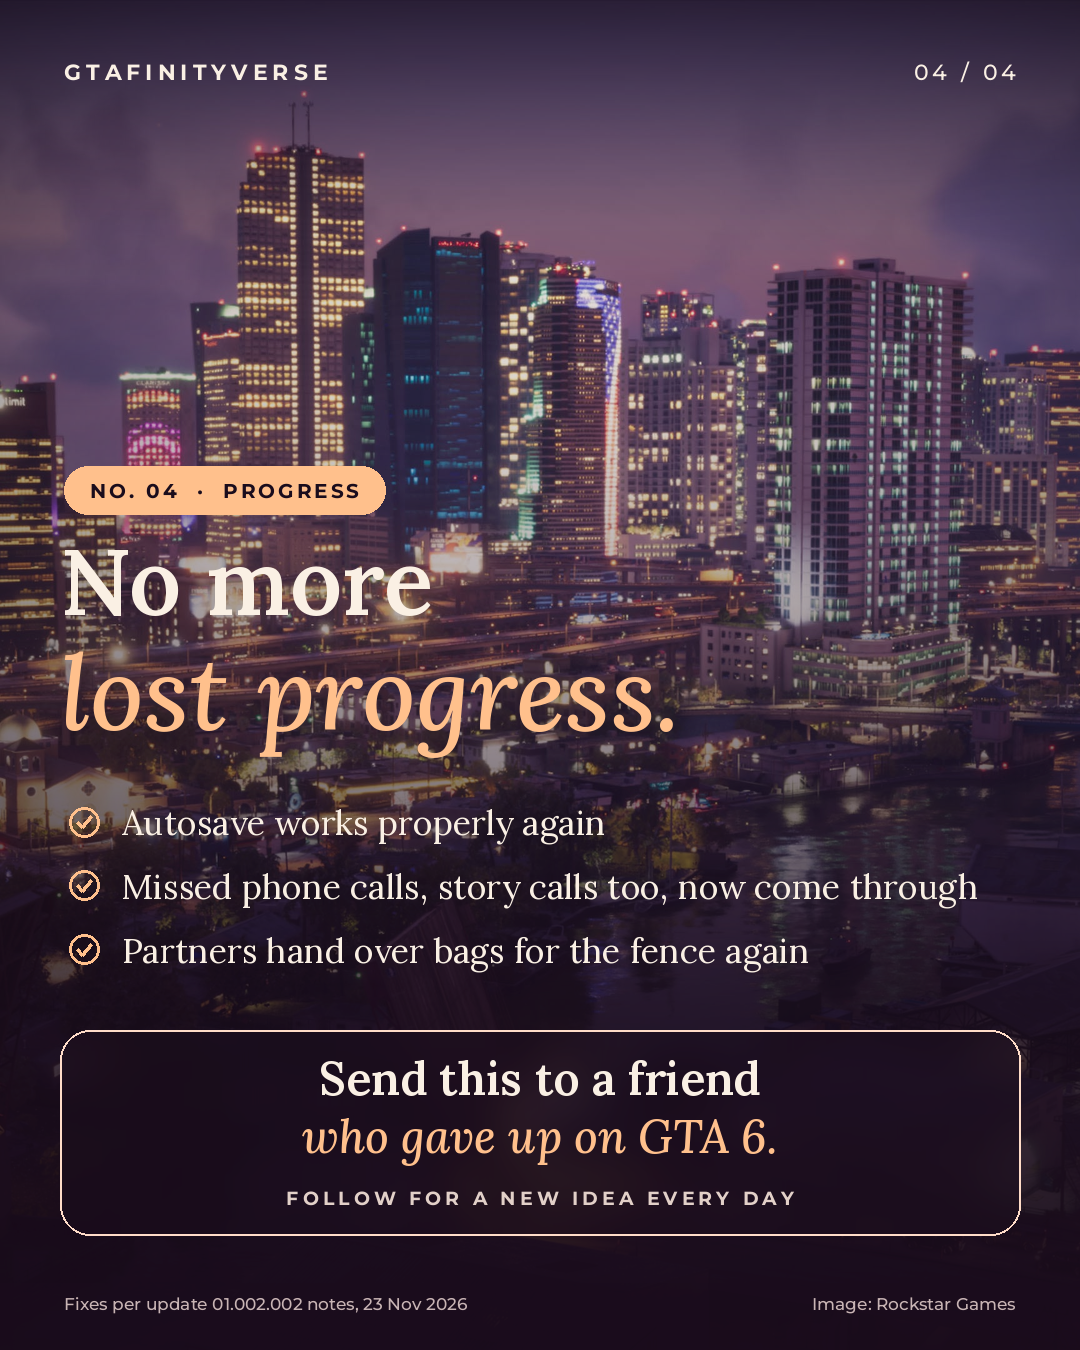 GTAFINITYVERSE
04 / 04
CLARISSA
NO. 04 · PROGRESS
No more
lost progress.
Autosave works properly again
Missed phone calls, story calls too, now come through
Partners hand over bags for the fence again
Send this to a friend
who gave up on GTA 6.
FOLLOW FOR A NEW IDEA EVERY DAY
Fixes per update 01.002.002 notes, 23 Nov 2026
Image: Rockstar Games